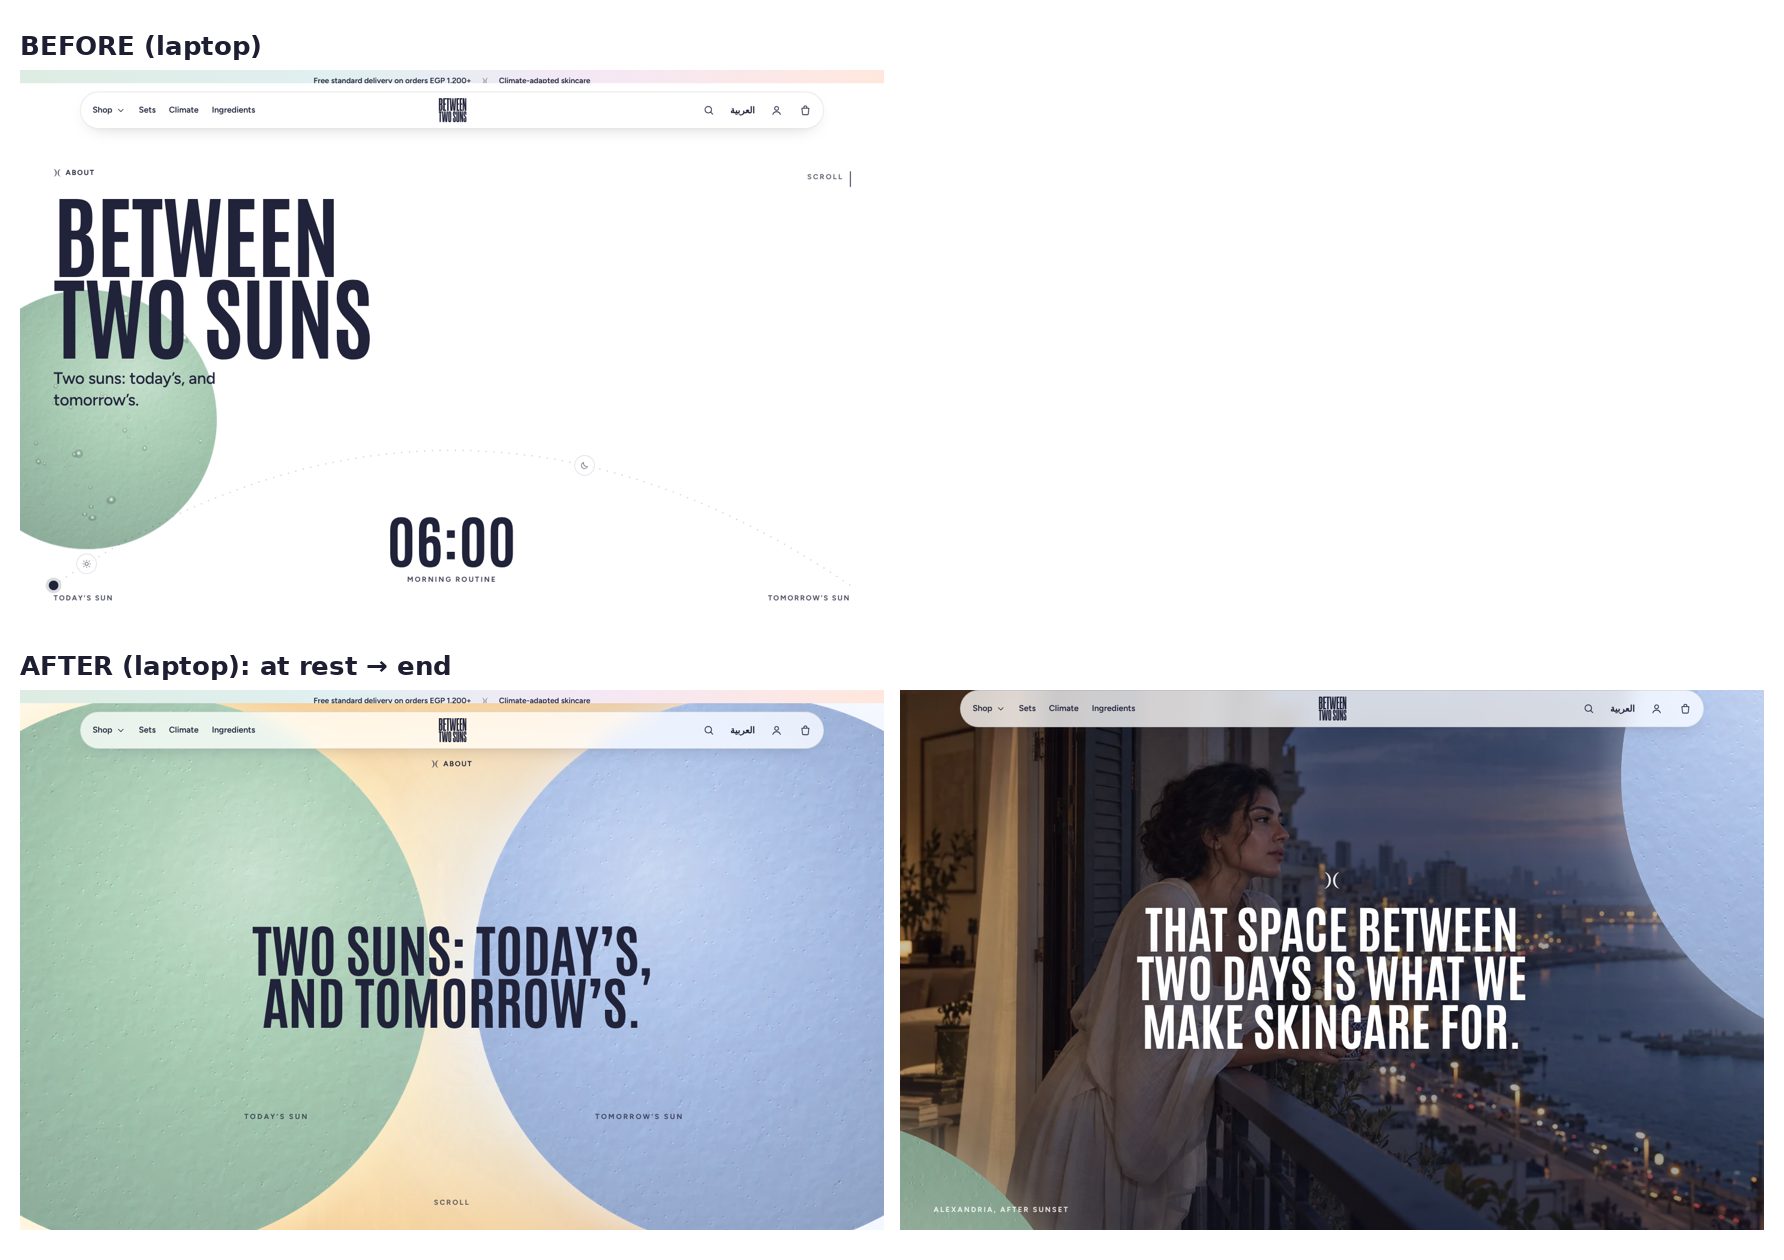 BEFORE (laptop)
Free standard delivery on orders EGP 1,200+ )( Climate-adapted skincare
Shop Sets Climate Ingredients
BETWEEN
TWO SUNS
العربية
)( ABOUT
SCROLL
BETWEEN
TWO SUNS
Two suns: today’s, and
tomorrow’s.
06:00
MORNING ROUTINE
TODAY’S SUN
TOMORROW’S SUN
AFTER (laptop): at rest → end
Free standard delivery on orders EGP 1,200+ )( Climate-adapted skincare
Shop Sets Climate Ingredients
BETWEEN
TWO SUNS
العربية
)( ABOUT
TWO SUNS: TODAY’S,
AND TOMORROW’S.
TODAY’S SUN
TOMORROW’S SUN
SCROLL
Shop Sets Climate Ingredients
BETWEEN
TWO SUNS
العربية
)(
THAT SPACE BETWEEN
TWO DAYS IS WHAT WE
MAKE SKINCARE FOR.
ALEXANDRIA, AFTER SUNSET